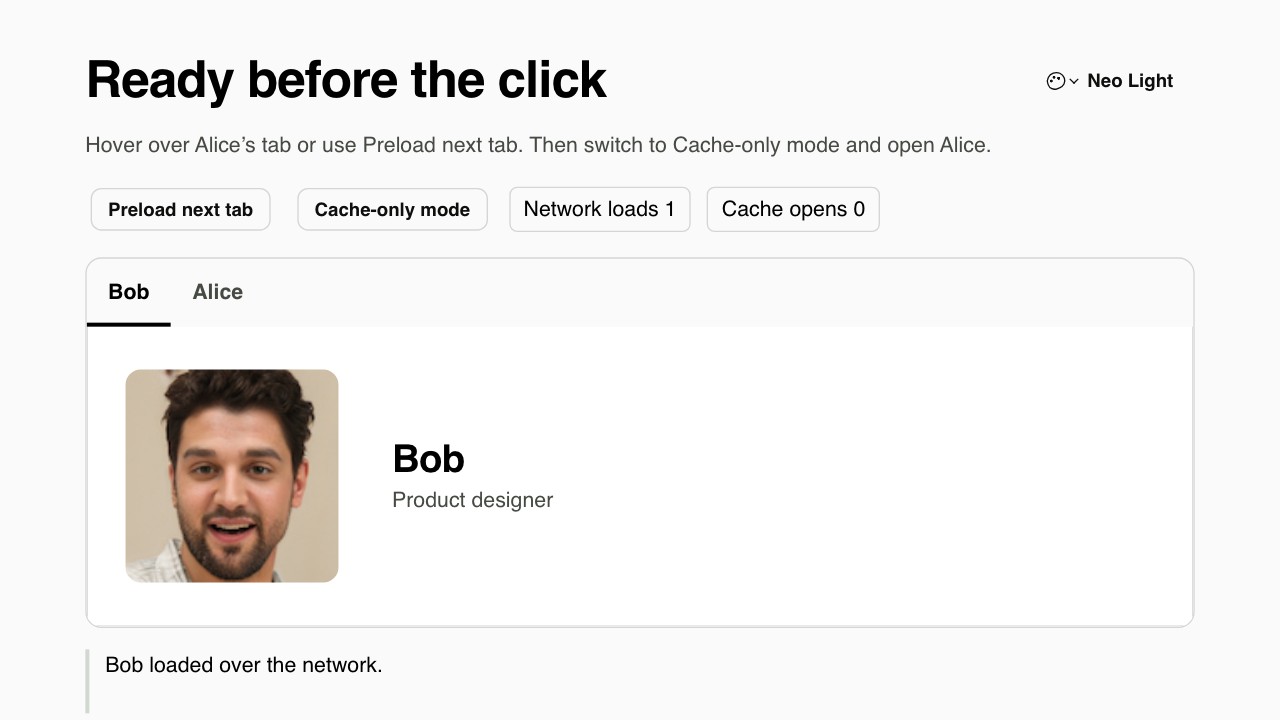 Ready before the click
Neo Light
Hover over Alice’s tab or use Preload next tab. Then switch to Cache-only mode and open Alice.
Preload next tab
Cache-only mode
Network loads 1
Cache opens 0
Bob
Alice
Bob
Product designer
Bob loaded over the network.